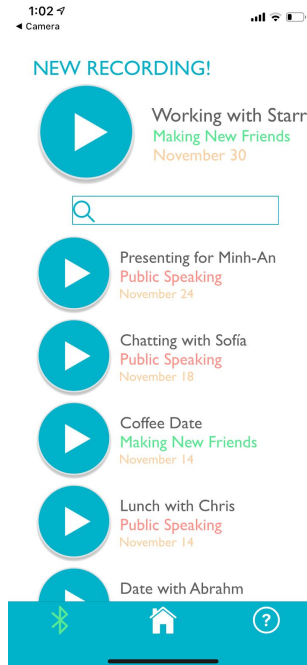 1:02
◀ Camera
NEW RECORDING!
Working with Starr
Making New Friends
November 30
Presenting for Minh-An
Public Speaking
November 24
Chatting with Sofía
Public Speaking
November 18
Coffee Date
Making New Friends
November 14
Lunch with Chris
Public Speaking
November 14
Date with Abrahm
?